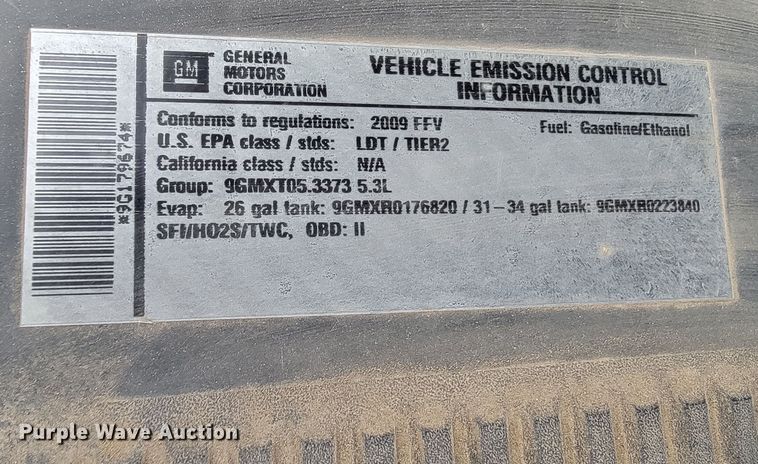 *9G179674*
GM
GENERAL
MOTORS
CORPORATION
VEHICLE EMISSION CONTROL
INFORMATION
Conforms to regulations: 2009 FFV
Fuel: Gasoline/Ethanol
U.S. EPA class / stds: LDT / TIER2
California class / stds: N/A
Group: 9GMXT05.3373 5.3L
Evap: 26 gal tank: 9GMXR0176820 / 31-34 gal tank: 9GMXR0223840
SFI/HO2S/TWC, OBD: II
Purple Wave Auction